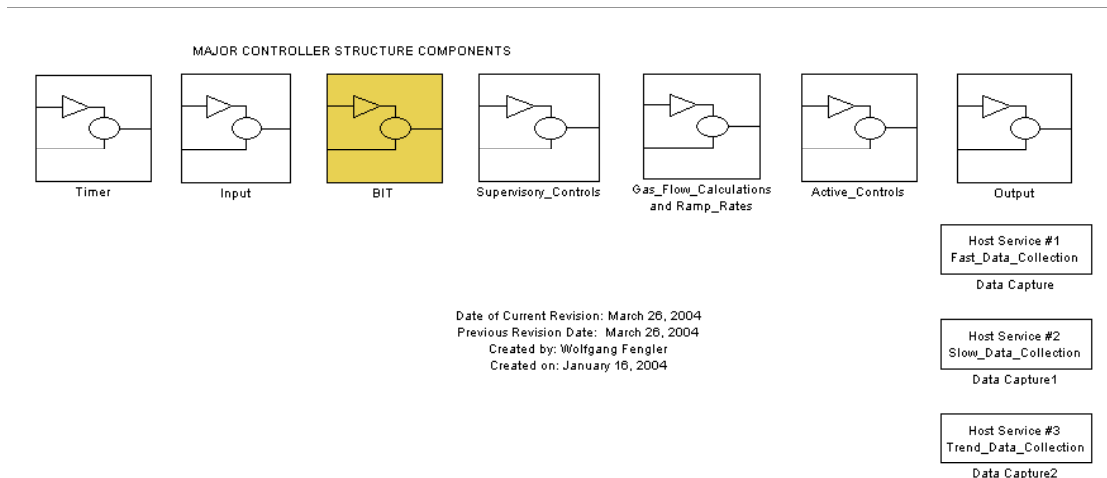 MAJOR CONTROLLER STRUCTURE COMPONENTS
Timer
Input
BIT
Supervisory_Controls
Gas_Flow_Calculations
and Ramp_Rates
Active_Controls
Output
Host Service #1
Fast_Data_Collection
Data Capture
Date of Current Revision: March 26, 2004
Previous Revision Date:  March 26, 2004
Created by: Wolfgang Fengler
Created on: January 16, 2004
Host Service #2
Slow_Data_Collection
Data Capture1
Host Service #3
Trend_Data_Collection
Data Capture2